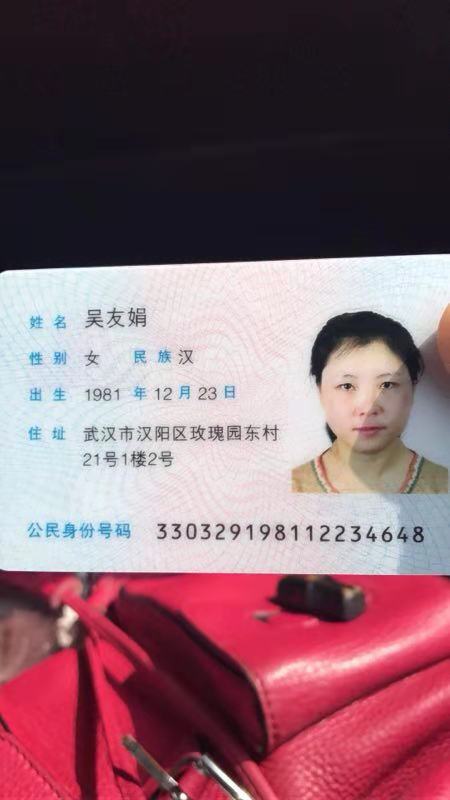 姓名 吴友娟
性别 女 民族 汉
出生 1981 年 12 月 23 日
住址 武汉市汉阳区玫瑰园东村
21号1楼2号
公民身份号码 330329198112234648